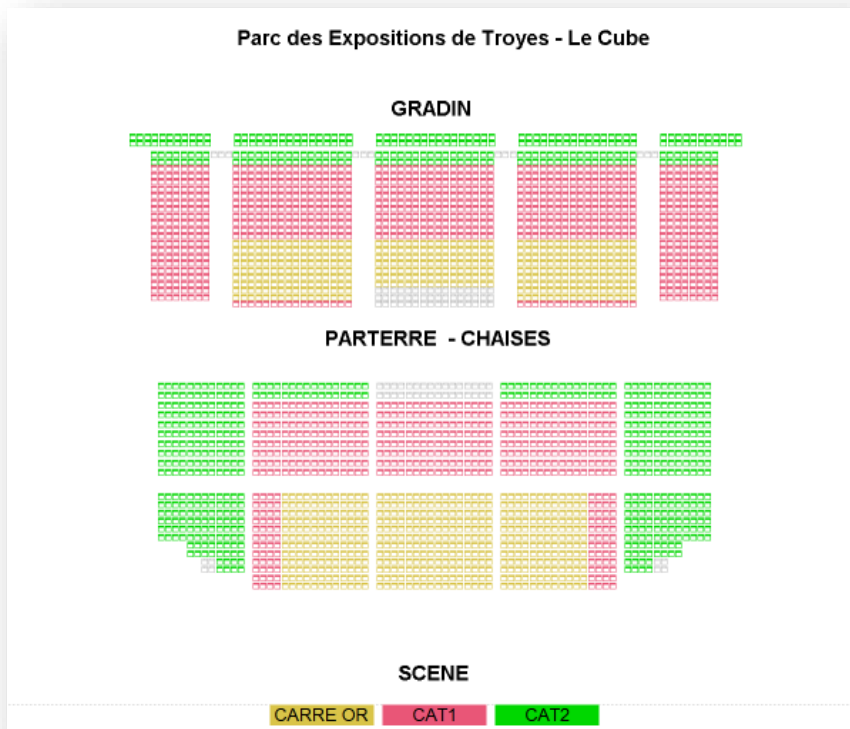 Parc des Expositions de Troyes - Le Cube
GRADIN
PARTERRE - CHAISES
SCENE
CARRE OR CAT1 CAT2